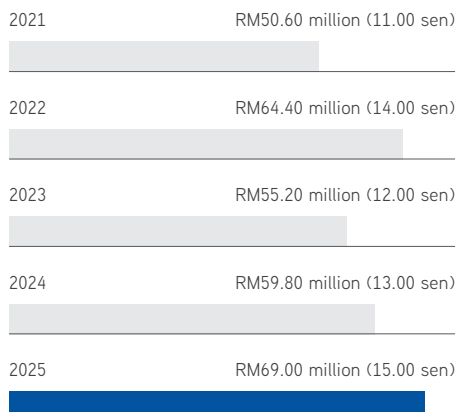 2021 RM50.60 million (11.00 sen)
2022 RM64.40 million (14.00 sen)
2023 RM55.20 million (12.00 sen)
2024 RM59.80 million (13.00 sen)
2025 RM69.00 million (15.00 sen)